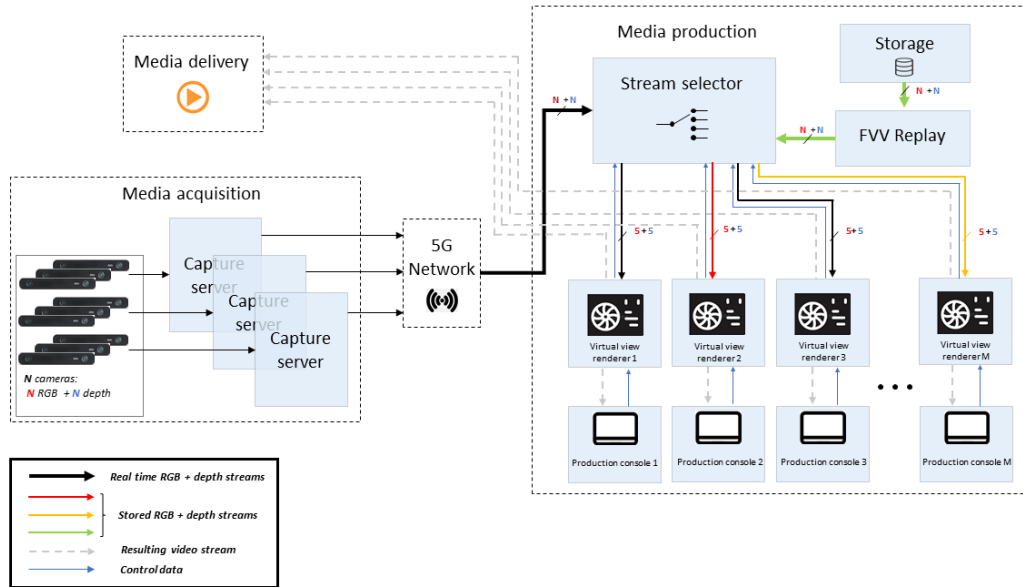 Media delivery
Media production
Stream selector
Storage
N + N
FVV Replay
N + N
N + N
Media acquisition
Capture
server
Capture
server
Capture
server
N cameras:
N RGB + N depth
5G
Network
5 + 5
5 + 5
5 + 5
5 + 5
Virtual view
renderer 1
Virtual view
renderer 2
Virtual view
renderer 3
Virtual view
renderer M
Production console 1
Production console 2
Production console 3
Production console M
Real time RGB + depth streams
Stored RGB + depth streams
Resulting video stream
Control data